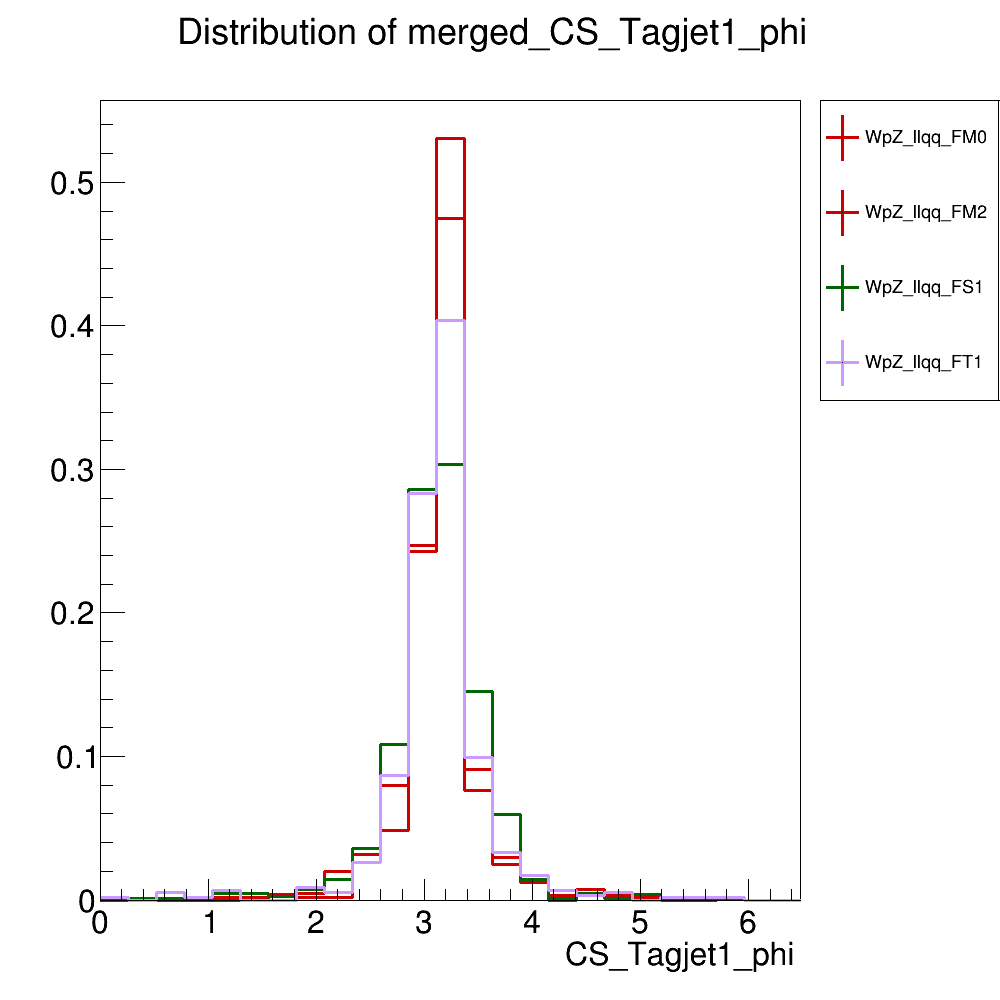 Distribution of merged_CS_Tagjet1_phi
WpZ_llqq_FM0
WpZ_llqq_FM2
WpZ_llqq_FS1
WpZ_llqq_FT1
0.5
0.4
0.3
0.2
0.1
0
0 1 2 3 4 5 6
CS_Tagjet1_phi